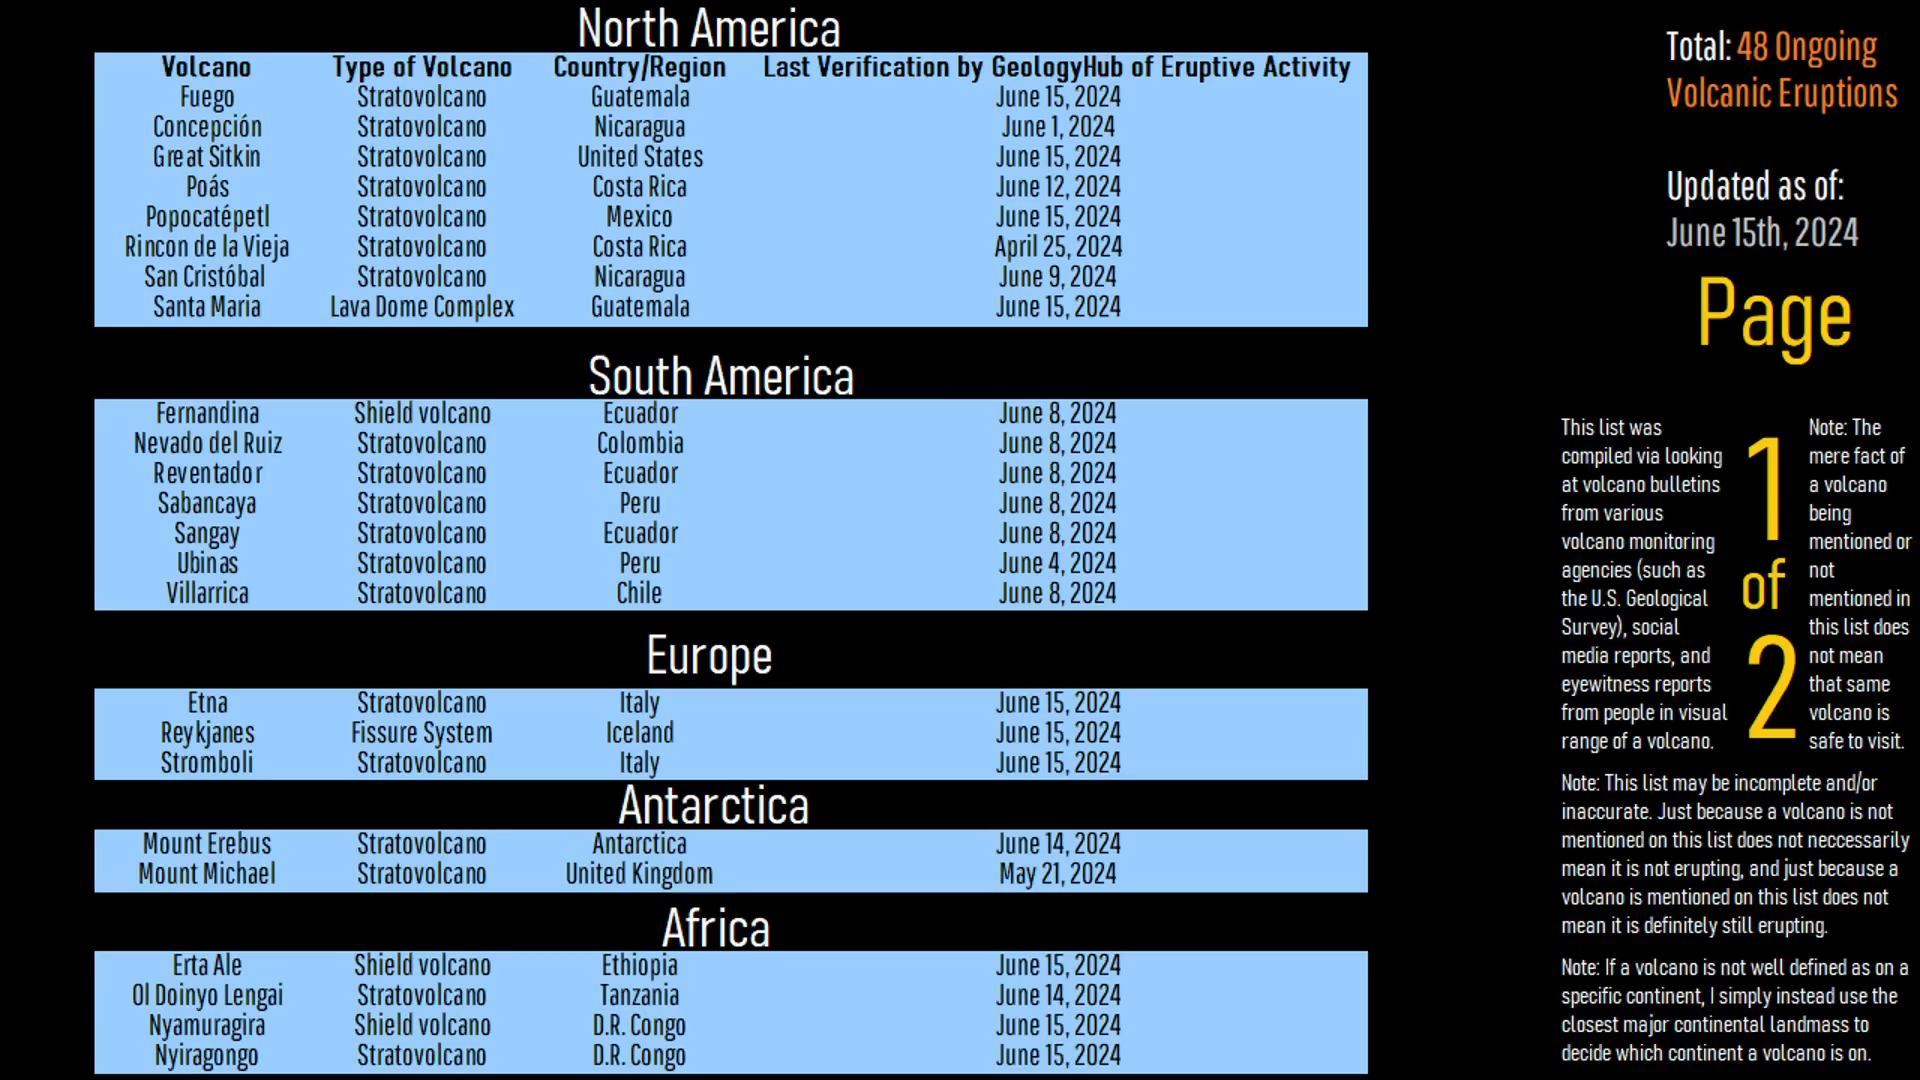 North America
Volcano Type of Volcano Country/Region Last Verification by GeologyHub of Eruptive Activity
Fuego Stratovolcano Guatemala June 15, 2024
Concepción Stratovolcano Nicaragua June 1, 2024
Great Sitkin Stratovolcano United States June 15, 2024
Poás Stratovolcano Costa Rica June 12, 2024
Popocatépetl Stratovolcano Mexico June 15, 2024
Rincon de la Vieja Stratovolcano Costa Rica April 25, 2024
San Cristóbal Stratovolcano Nicaragua June 9, 2024
Santa Maria Lava Dome Complex Guatemala June 15, 2024
South America
Fernandina Shield volcano Ecuador June 8, 2024
Nevado del Ruiz Stratovolcano Colombia June 8, 2024
Reventador Stratovolcano Ecuador June 8, 2024
Sabancaya Stratovolcano Peru June 8, 2024
Sangay Stratovolcano Ecuador June 8, 2024
Ubinas Stratovolcano Peru June 4, 2024
Villarrica Stratovolcano Chile June 8, 2024
Europe
Etna Stratovolcano Italy June 15, 2024
Reykjanes Fissure System Iceland June 15, 2024
Stromboli Stratovolcano Italy June 15, 2024
Antarctica
Mount Erebus Stratovolcano Antarctica June 14, 2024
Mount Michael Stratovolcano United Kingdom May 21, 2024
Africa
Erta Ale Shield volcano Ethiopia June 15, 2024
Ol Doinyo Lengai Stratovolcano Tanzania June 14, 2024
Nyamuragira Shield volcano D.R. Congo June 15, 2024
Nyiragongo Stratovolcano D.R. Congo June 15, 2024
Total: 48 Ongoing
Volcanic Eruptions
Updated as of:
June 15th, 2024
Page
1
of
2
This list was
compiled via looking
at volcano bulletins
from various
volcano monitoring
agencies (such as
the U.S. Geological
Survey), social
media reports, and
eyewitness reports
from people in visual
range of a volcano.
Note: The
mere fact of
a volcano
being
mentioned or
not
mentioned in
this list does
not mean
that same
volcano is
safe to visit.
Note: This list may be incomplete and/or
inaccurate. Just because a volcano is not
mentioned on this list does not neccessarily
mean it is not erupting, and just because a
volcano is mentioned on this list does not
mean it is definitely still erupting.
Note: If a volcano is not well defined as on a
specific continent, I simply instead use the
closest major continental landmass to
decide which continent a volcano is on.